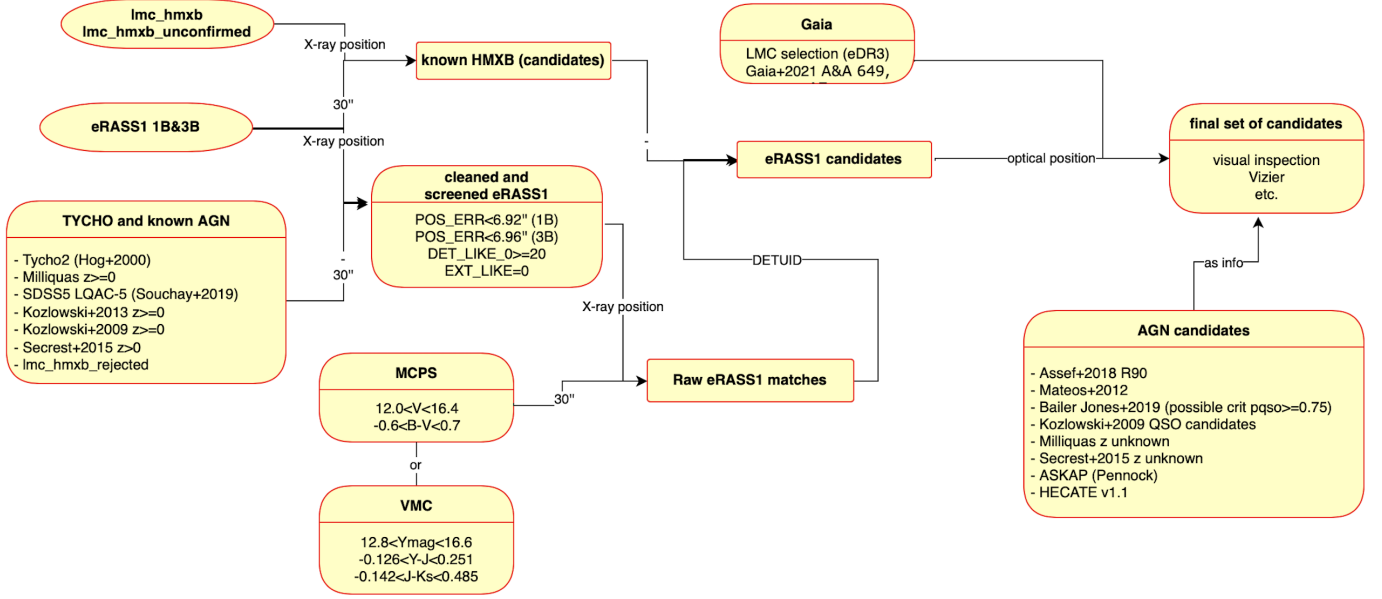 lmc_hmxb
lmc_hmxb_unconfirmed
X-ray position
known HMXB (candidates)
30"
eRASS1 1B&3B
X-ray position
TYCHO and known AGN
- Tycho2 (Hog+2000)
- Milliquas z>=0
- SDSS5 LQAC-5 (Souchay+2019)
- Kozlowski+2013 z>=0
- Kozlowski+2009 z>=0
- Secrest+2015 z>0
- lmc_hmxb_rejected
-
30"
cleaned and
screened eRASS1
POS_ERR<6.92" (1B)
POS_ERR<6.96" (3B)
DET_LIKE_0>=20
EXT_LIKE=0
X-ray position
MCPS
12.0<V<16.4
-0.6<B-V<0.7
or
VMC
12.8<Ymag<16.6
-0.126<Y-J<0.251
-0.142<J-Ks<0.485
30"
Raw eRASS1 matches
DETUID
-
eRASS1 candidates
Gaia
LMC selection (eDR3)
Gaia+2021 A&A 649,
optical position
final set of candidates
visual inspection
Vizier
etc.
as info
AGN candidates
- Assef+2018 R90
- Mateos+2012
- Bailer Jones+2019 (possible crit pqso>=0.75)
- Kozlowski+2009 QSO candidates
- Milliquas z unknown
- Secrest+2015 z unknown
- ASKAP (Pennock)
- HECATE v1.1